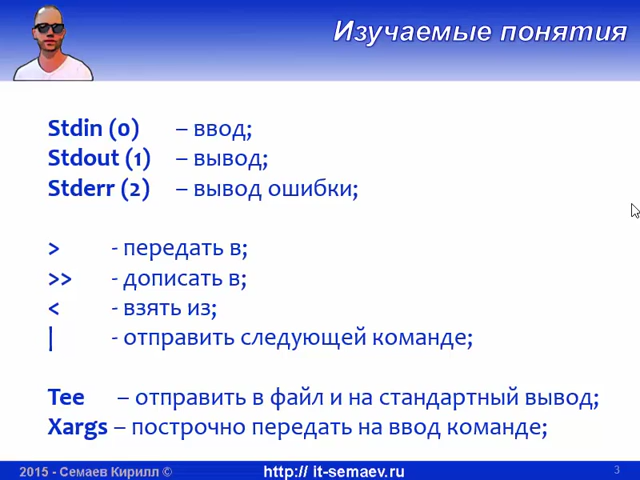 Изучаемые понятия
Stdin (0) – ввод;
Stdout (1) – вывод;
Stderr (2) – вывод ошибки;
> - передать в;
>> - дописать в;
< - взять из;
| - отправить следующей команде;
Tee – отправить в файл и на стандартный вывод;
Xargs – построчно передать на ввод команде;
2015 - Семаев Кирилл © http:// it-semaev.ru 3